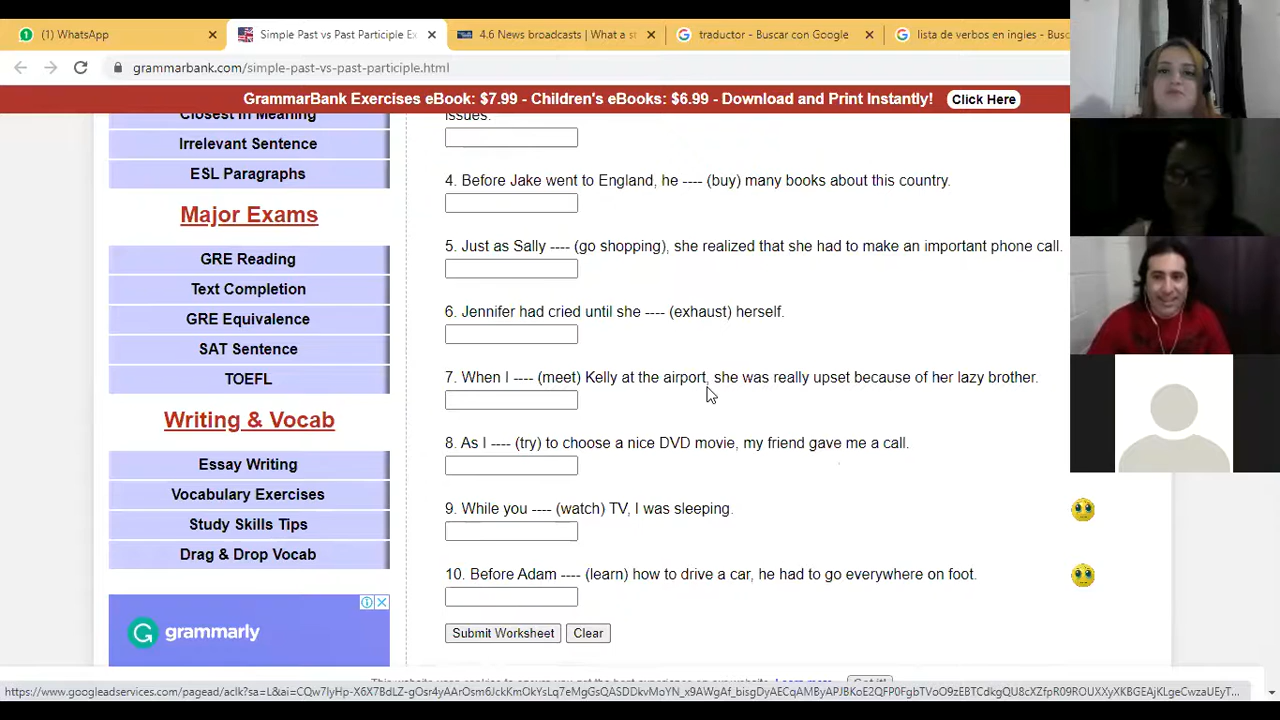 (1) WhatsApp
Simple Past vs Past Participle Ex
4.6 News broadcasts | What a st
traductor - Buscar con Google
lista de verbos en ingles - Busc
grammarbank.com/simple-past-vs-past-participle.html
GrammarBank Exercises eBook: $7.99 - Children's eBooks: $6.99 - Download and Print Instantly! Click Here
Closest in Meaning
Irrelevant Sentence
ESL Paragraphs
Major Exams
GRE Reading
Text Completion
GRE Equivalence
SAT Sentence
TOEFL
Writing & Vocab
Essay Writing
Vocabulary Exercises
Study Skills Tips
Drag & Drop Vocab
grammarly
issues.
4. Before Jake went to England, he ---- (buy) many books about this country.
5. Just as Sally ---- (go shopping), she realized that she had to make an important phone call.
6. Jennifer had cried until she ---- (exhaust) herself.
7. When I ---- (meet) Kelly at the airport, she was really upset because of her lazy brother.
8. As I ---- (try) to choose a nice DVD movie, my friend gave me a call.
9. While you ---- (watch) TV, I was sleeping.
10. Before Adam ---- (learn) how to drive a car, he had to go everywhere on foot.
Submit Worksheet Clear